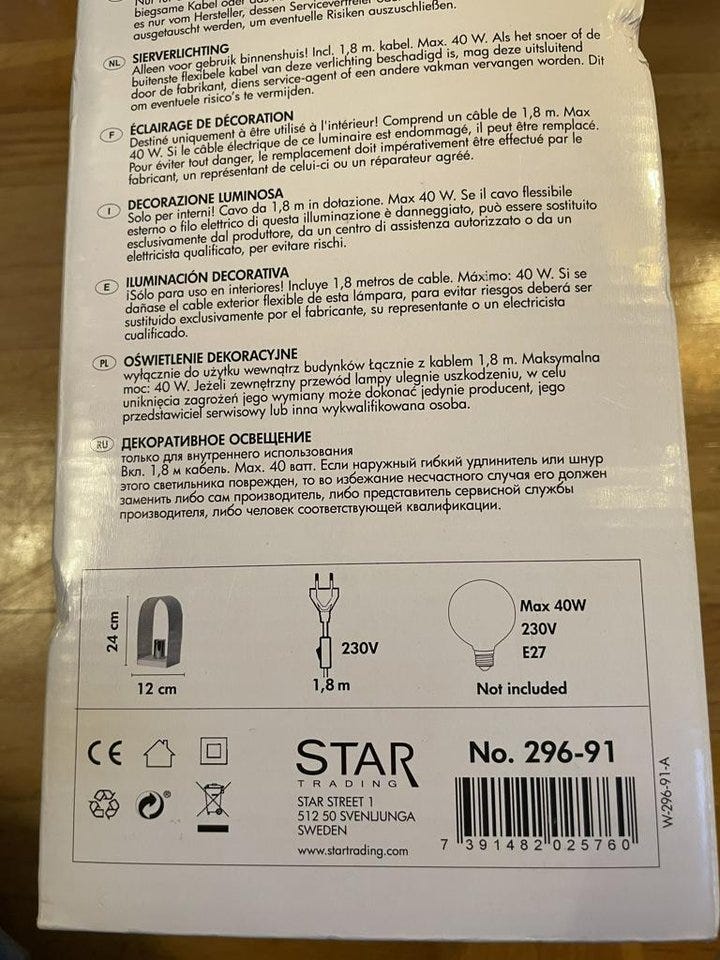 biegsame Kabel oder
es nur vom Hersteller, dessen Servicevertreter
ausgetauscht werden, um eventuelle Risiken auszuschließen.
NL SIERVERLICHTING
Alleen voor gebruik binnenshuis! Incl. 1,8 m. kabel. Max. 40 W. Als het snoer of de
buitenste flexibele kabel van deze verlichting beschadigd is, mag deze uitsluitend
door de fabrikant, diens service-agent of een andere vakman vervangen worden. Dit
om eventuele risico's te vermijden.
F ÉCLAIRAGE DE DÉCORATION
Destiné uniquement à être utilisé à l'intérieur! Comprend un câble de 1,8 m. Max
40 W. Si le câble électrique de ce luminaire est endommagé, il peut être remplacé.
Pour éviter tout danger, le remplacement doit impérativement être effectué par le
fabricant, un représentant de celui-ci ou un réparateur agréé.
I DECORAZIONE LUMINOSA
Solo per interni! Cavo da 1,8 m in dotazione. Max 40 W. Se il cavo flessibile
esterno o filo elettrico di questa illuminazione è danneggiato, può essere sostituito
esclusivamente dal produttore, da un centro di assistenza autorizzato o da un
elettricista qualificato, per evitare rischi.
E ILUMINACIÓN DECORATIVA
¡Sólo para uso en interiores! Incluye 1,8 metros de cable. Máximo: 40 W. Si se
dañase el cable exterior flexible de esta lámpara, para evitar riesgos deberá ser
sustituido exclusivamente por el fabricante, su representante o un electricista
cualificado.
PL OŚWIETLENIE DEKORACYJNE
wyłącznie do użytku wewnątrz budynków Łącznie z kablem 1,8 m. Maksymalna
moc: 40 W. Jeżeli zewnętrzny przewód lampy ulegnie uszkodzeniu, w celu
uniknięcia zagrożeń jego wymiany może dokonać jedynie producent, jego
przedstawiciel serwisowy lub inna wykwalifikowana osoba.
RU ДЕКОРАТИВНОЕ ОСВЕЩЕНИЕ
только для внутреннего использования
Вкл. 1,8 м кабель. Max. 40 ватт. Если наружный гибкий удлинитель или шнур
этого светильника поврежден, то во избежание несчастного случая его должен
заменить либо сам производитель, либо представитель сервисной службы
производителя, либо человек соответствующей квалификации.
24 cm
12 cm
230V
1,8 m
Max 40W
230V
E27
Not included
CE
STAR
TRADING
STAR STREET 1
512 50 SVENLJUNGA
SWEDEN
www.startrading.com
No. 296-91
7 391482 025760
W-296-91-A